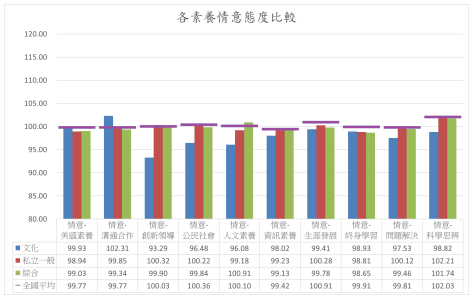 各素養情意態度比較
120.00
115.00
110.00
105.00
100.00
95.00
90.00
85.00
80.00
情意-美感素養 情意-溝通合作 情意-創新領導 情意-公民社會 情意-人文素養 情意-資訊素養 情意-生涯發展 情意-終身學習 情意-問題解決 情意-科學思辨
文化 99.93 102.31 93.29 96.48 96.08 98.02 99.41 98.93 97.53 98.82
私立一般 98.94 99.85 100.32 100.22 99.18 99.23 100.28 98.81 100.12 102.21
綜合 99.03 99.34 99.90 99.84 100.91 99.13 99.78 98.65 99.46 101.74
全國平均 99.77 99.77 100.03 100.36 100.10 99.42 100.91 99.91 99.81 102.03